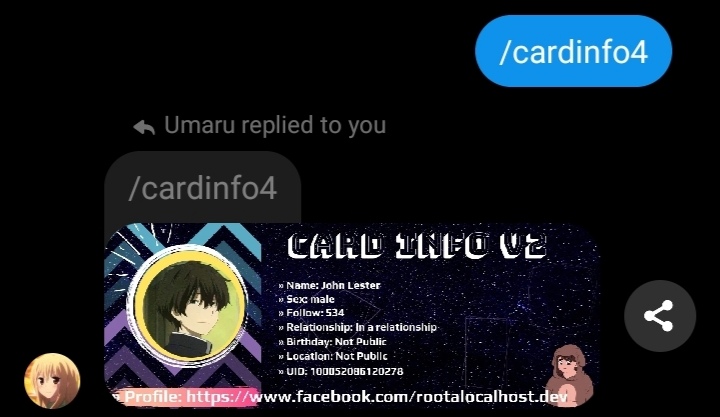 /cardinfo4
Umaru replied to you
/cardinfo4
CARD INFO V2
» Name: John Lester
» Sex: male
» Follow: 534
» Relationship: In a relationship
» Birthday: Not Public
» Location: Not Public
» UID: 100052086120278
» Profile: https://www.facebook.com/rootalocalhost.dev